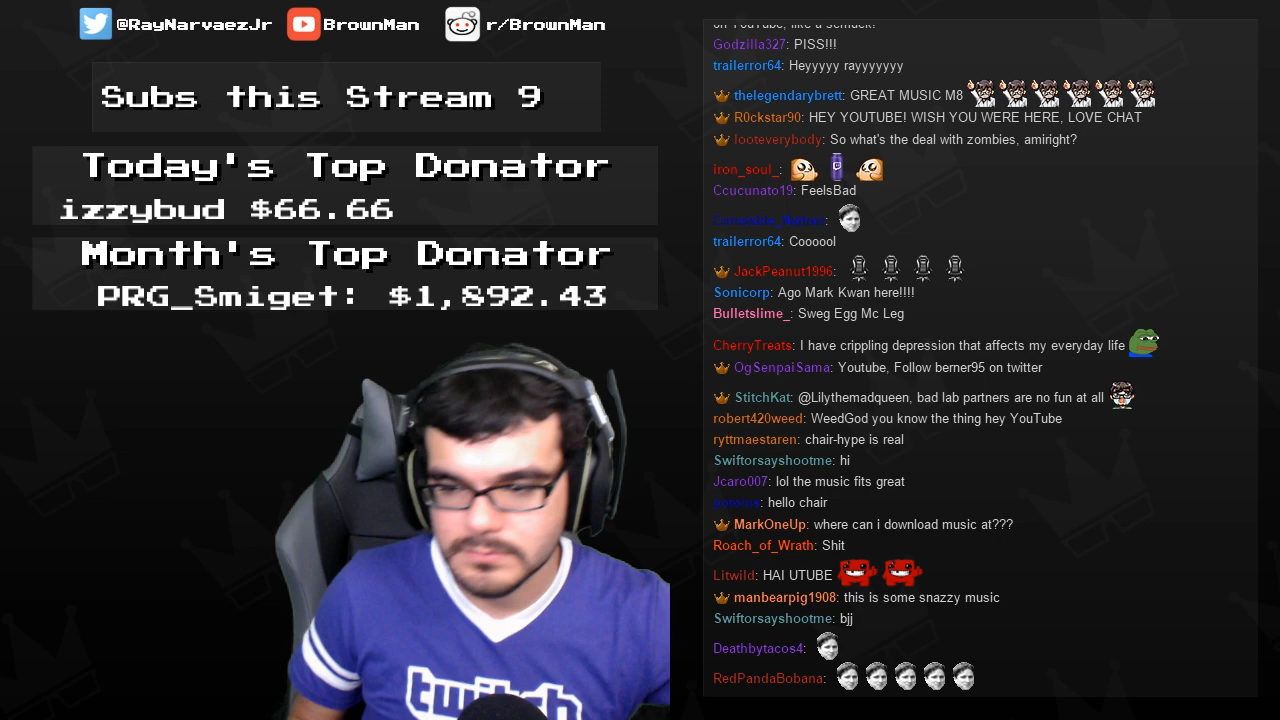 @RayNarvaezJr BrownMan r/BrownMan
Subs this Stream 9
Today's Top Donator
izzybud $66.66
Month's Top Donator
PRG_Smiget: $1,892.43
twitch
on YouTube, like a schmuck!
Godzilla327: PISS!!!
trailerror64: Heyyyyy rayyyyyyy
thelegendarybrett: GREAT MUSIC M8
R0ckstar90: HEY YOUTUBE! WISH YOU WERE HERE, LOVE CHAT
looteverybody: So what's the deal with zombies, amiright?
iron_soul_:
Ccucunato19: FeelsBad
trailerror64: Coooool
JackPeanut1996:
Sonicorp: Ago Mark Kwan here!!!!
Bulletslime_: Sweg Egg Mc Leg
CherryTreats: I have crippling depression that affects my everyday life
OgSenpaiSama: Youtube, Follow berner95 on twitter
StitchKat: @Lilythemadqueen, bad lab partners are no fun at all
robert420weed: WeedGod you know the thing hey YouTube
ryttmaestaren: chair-hype is real
Swiftorsayshootme: hi
Jcaro007: lol the music fits great
: hello chair
MarkOneUp: where can i download music at???
Roach_of_Wrath: Shit
Litwild: HAI UTUBE
manbearpig1908: this is some snazzy music
Swiftorsayshootme: bjj
Deathbytacos4:
RedPandaBobana: